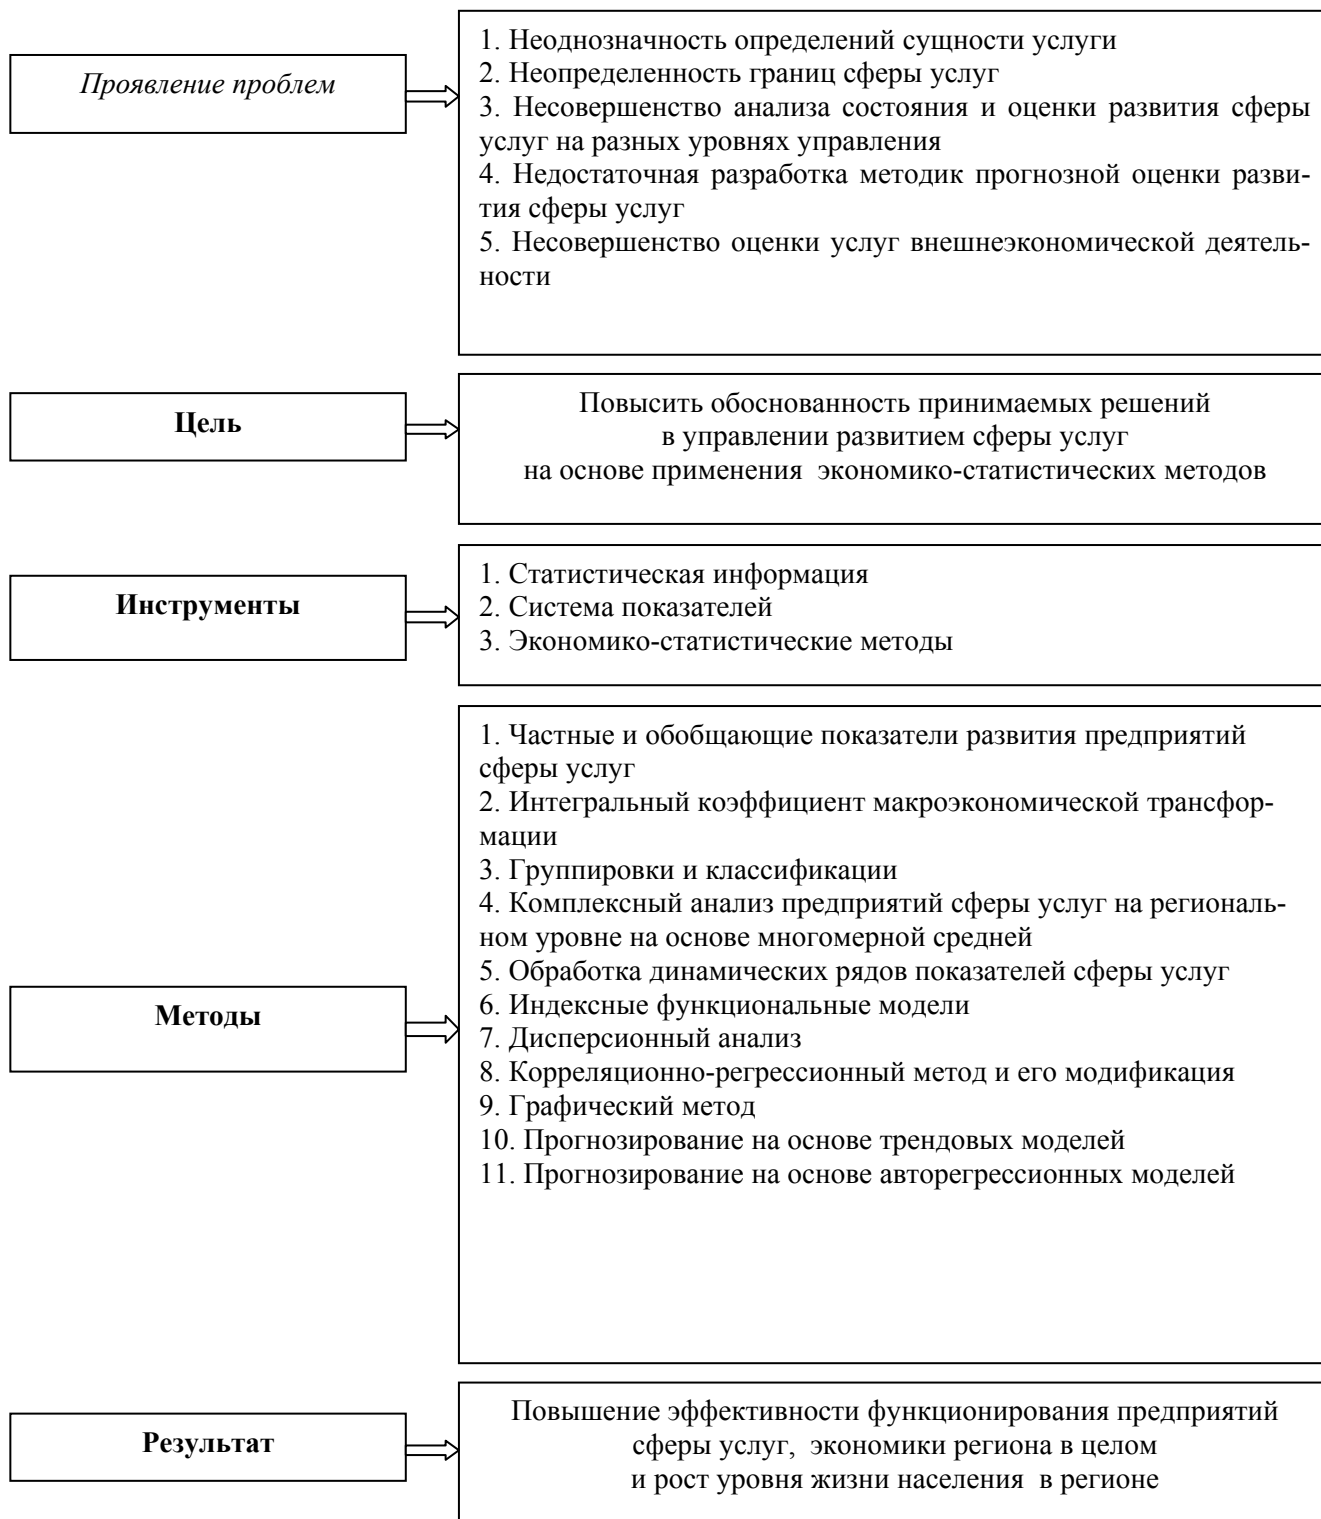 Проявление проблем
1. Неоднозначность определений сущности услуги
2. Неопределенность границ сферы услуг
3. Несовершенство анализа состояния и оценки развития сферы
услуг на разных уровнях управления
4. Недостаточная разработка методик прогнозной оценки разви-
тия сферы услуг
5. Несовершенство оценки услуг внешнеэкономической деятель-
ности
Цель
Повысить обоснованность принимаемых решений
в управлении развитием сферы услуг
на основе применения экономико-статистических методов
Инструменты
1. Статистическая информация
2. Система показателей
3. Экономико-статистические методы
Методы
1. Частные и обобщающие показатели развития предприятий
сферы услуг
2. Интегральный коэффициент макроэкономической трансфор-
мации
3. Группировки и классификации
4. Комплексный анализ предприятий сферы услуг на региональ-
ном уровне на основе многомерной средней
5. Обработка динамических рядов показателей сферы услуг
6. Индексные функциональные модели
7. Дисперсионный анализ
8. Корреляционно-регрессионный метод и его модификация
9. Графический метод
10. Прогнозирование на основе трендовых моделей
11. Прогнозирование на основе авторегрессионных моделей
Результат
Повышение эффективности функционирования предприятий
сферы услуг, экономики региона в целом
и рост уровня жизни населения в регионе